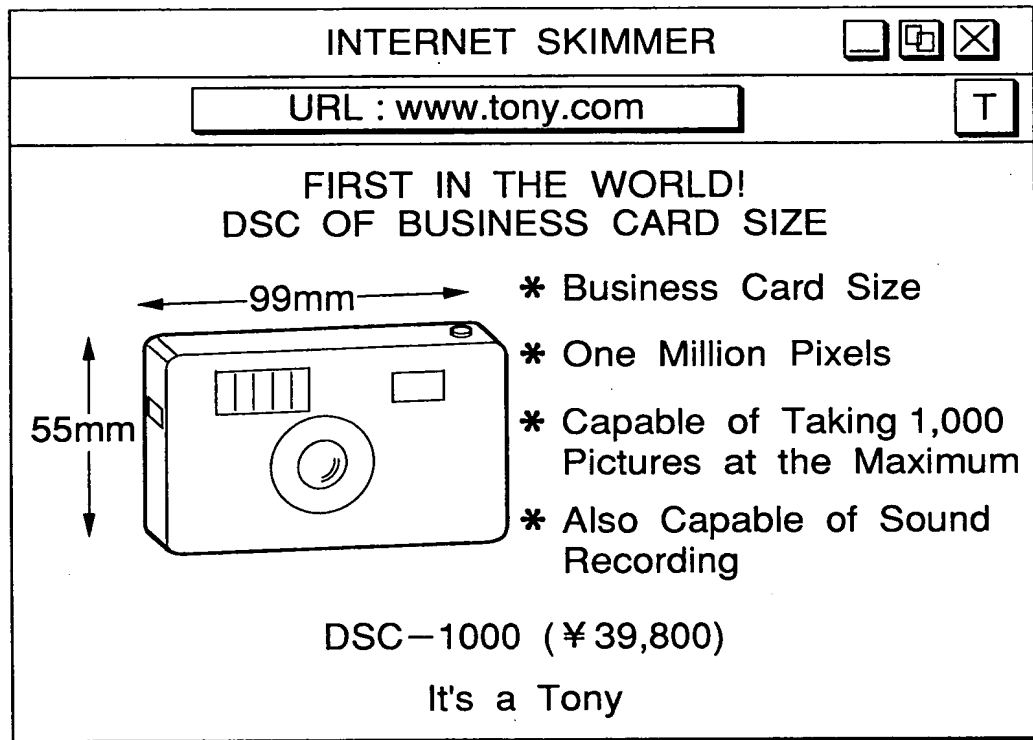 INTERNET SKIMMER
URL : www.tony.com
T
FIRST IN THE WORLD!
DSC OF BUSINESS CARD SIZE
99mm
55mm
* Business Card Size
* One Million Pixels
* Capable of Taking 1,000
Pictures at the Maximum
* Also Capable of Sound
Recording
DSC-1000 (¥39,800)
It's a Tony